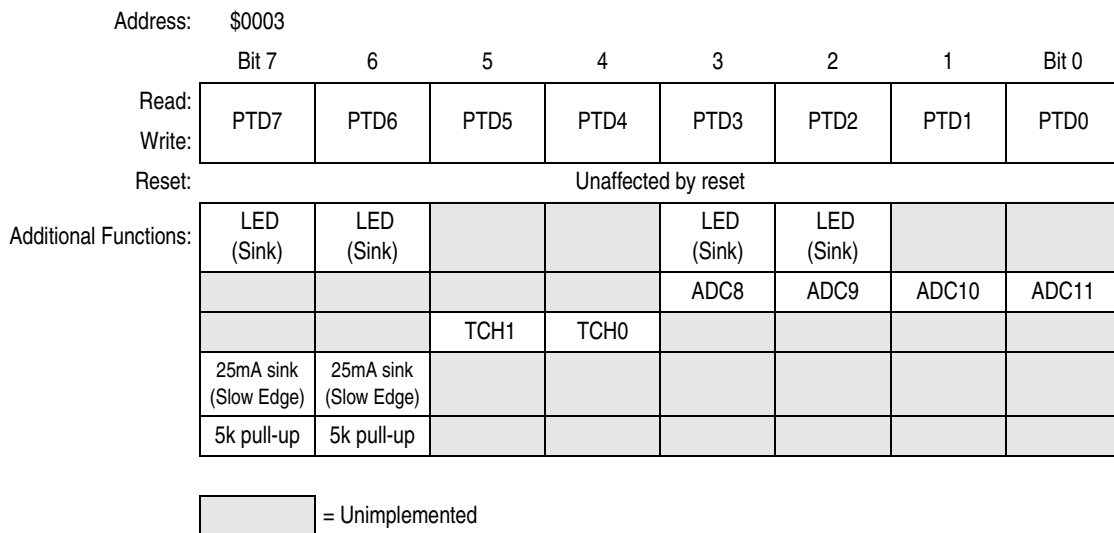 Address: $0003
Bit 7 6 5 4 3 2 1 Bit 0
Read:
PTD7 PTD6 PTD5 PTD4 PTD3 PTD2 PTD1 PTD0
Write:
Reset: Unaffected by reset
Additional Functions: LED (Sink) LED (Sink) LED (Sink) LED (Sink)
ADC8 ADC9 ADC10 ADC11
TCH1 TCH0
25mA sink (Slow Edge) 25mA sink (Slow Edge)
5k pull-up 5k pull-up
= Unimplemented